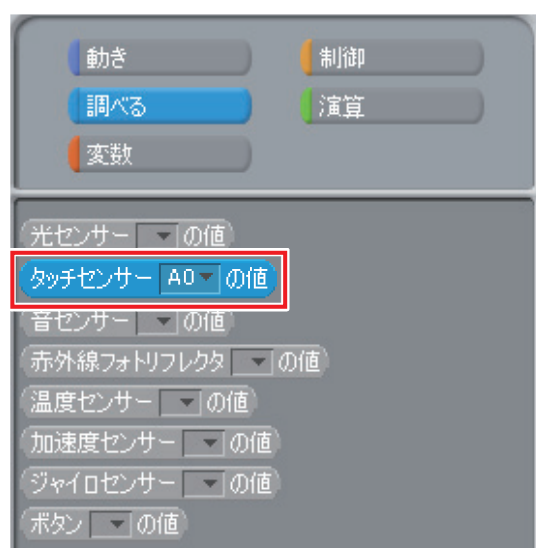 動き 制御
調べる 演算
変数
光センサー の値
タッチセンサー A0 の値
音センサー の値
赤外線フォトリフレクタ の値
温度センサー の値
加速度センサー の値
ジャイロセンサー の値
ボタン の値